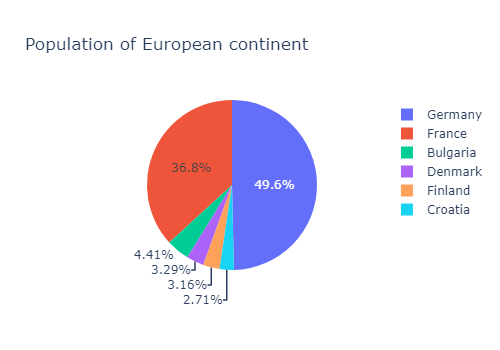 Population of European continent
Germany
France
Bulgaria
Denmark
Finland
Croatia
36.8%
49.6%
4.41%
3.29%
3.16%
2.71%